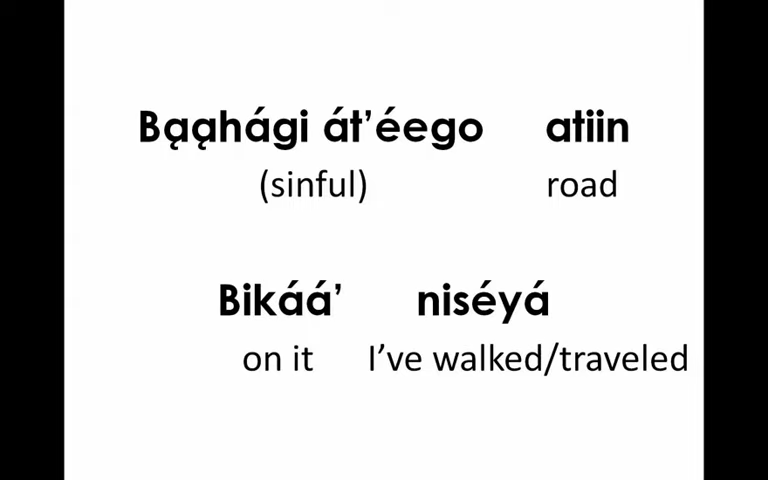 Bąąhági át’éego atiin
(sinful) road
Bikáá’ niséyá
on it I’ve walked/traveled